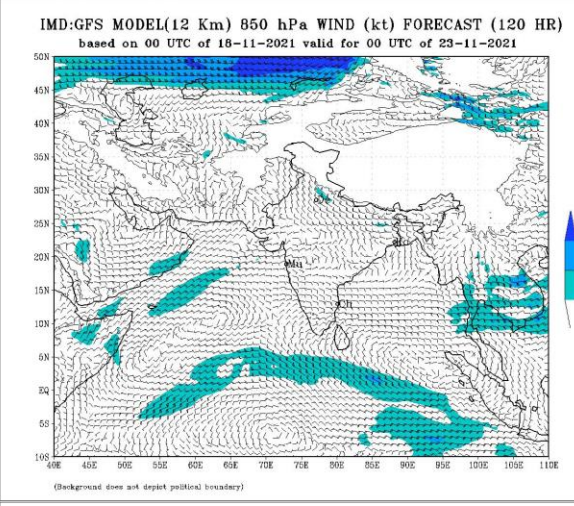 IMD:GFS MODEL(12 Km) 850 hPa WIND (kt) FORECAST (120 HR)
based on 00 UTC of 18-11-2021 valid for 00 UTC of 23-11-2021
50N
45N
40N
35N
30N
25N
20N
15N
10N
5N
EQ
5S
10S
Mu
Ch
40E 45E 50E 55E 60E 65E 70E 75E 80E 85E 90E 95E 100E 105E 110E
(Background does not depict political boundary)